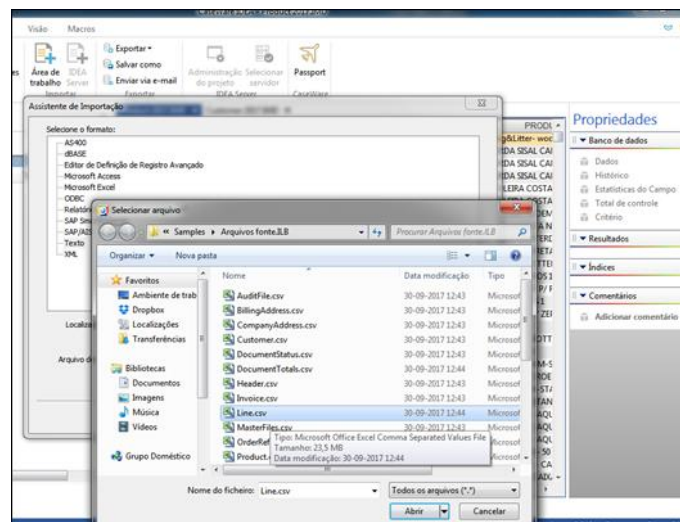 Visão Macros
Exportar
Salvar como
Enviar via e-mail
Exportar
Área de trabalho
IDEA Server
Importar
Administração do projeto
Selecionar servidor
IDEA Server
Passport
CaseWare
Assistente de Importação
Selecione o formato:
AS400
dBASE
Editor de Definição de Registro Avançado
Microsoft Access
Microsoft Excel
ODBC
SAP/AIS
Texto
XML
Selecionar arquivo
Samples Arquivos fonte.ILB
Procurar Arquivos fonte.ILB
Organizar Nova pasta
Favoritos
Ambiente de trab
Dropbox
Localizações
Transferências
Bibliotecas
Documentos
Imagens
Música
Vídeos
Grupo Doméstico
Nome Data modificação Tipo
AuditFile.csv 30-09-2017 12:43 Microsof
BillingAddress.csv 30-09-2017 12:43 Microsof
CompanyAddress.csv 30-09-2017 12:43 Microsof
Customer.csv 30-09-2017 12:43 Microsof
DocumentStatus.csv 30-09-2017 12:43 Microsof
DocumentTotals.csv 30-09-2017 12:44 Microsof
Header.csv 30-09-2017 12:43 Microsof
Invoice.csv 30-09-2017 12:43 Microsof
Line.csv 30-09-2017 12:44 Microsof
MasterFiles.csv 30-09-2017 12:44 Microsof
OrderRef
Product.c
Tipo: Microsoft Office Excel Comma Separated Values File
Tamanho: 23,5 MB
Data modificação: 30-09-2017 12:44
Nome do ficheiro: Line.csv
Todos os arquivos (*.*)
Abrir Cancelar
Propriedades
Banco de dados
Dados
Histórico
Estatísticas do Campo
Total de controle
Critério
Resultados
Índices
Comentários
Adicionar comentário